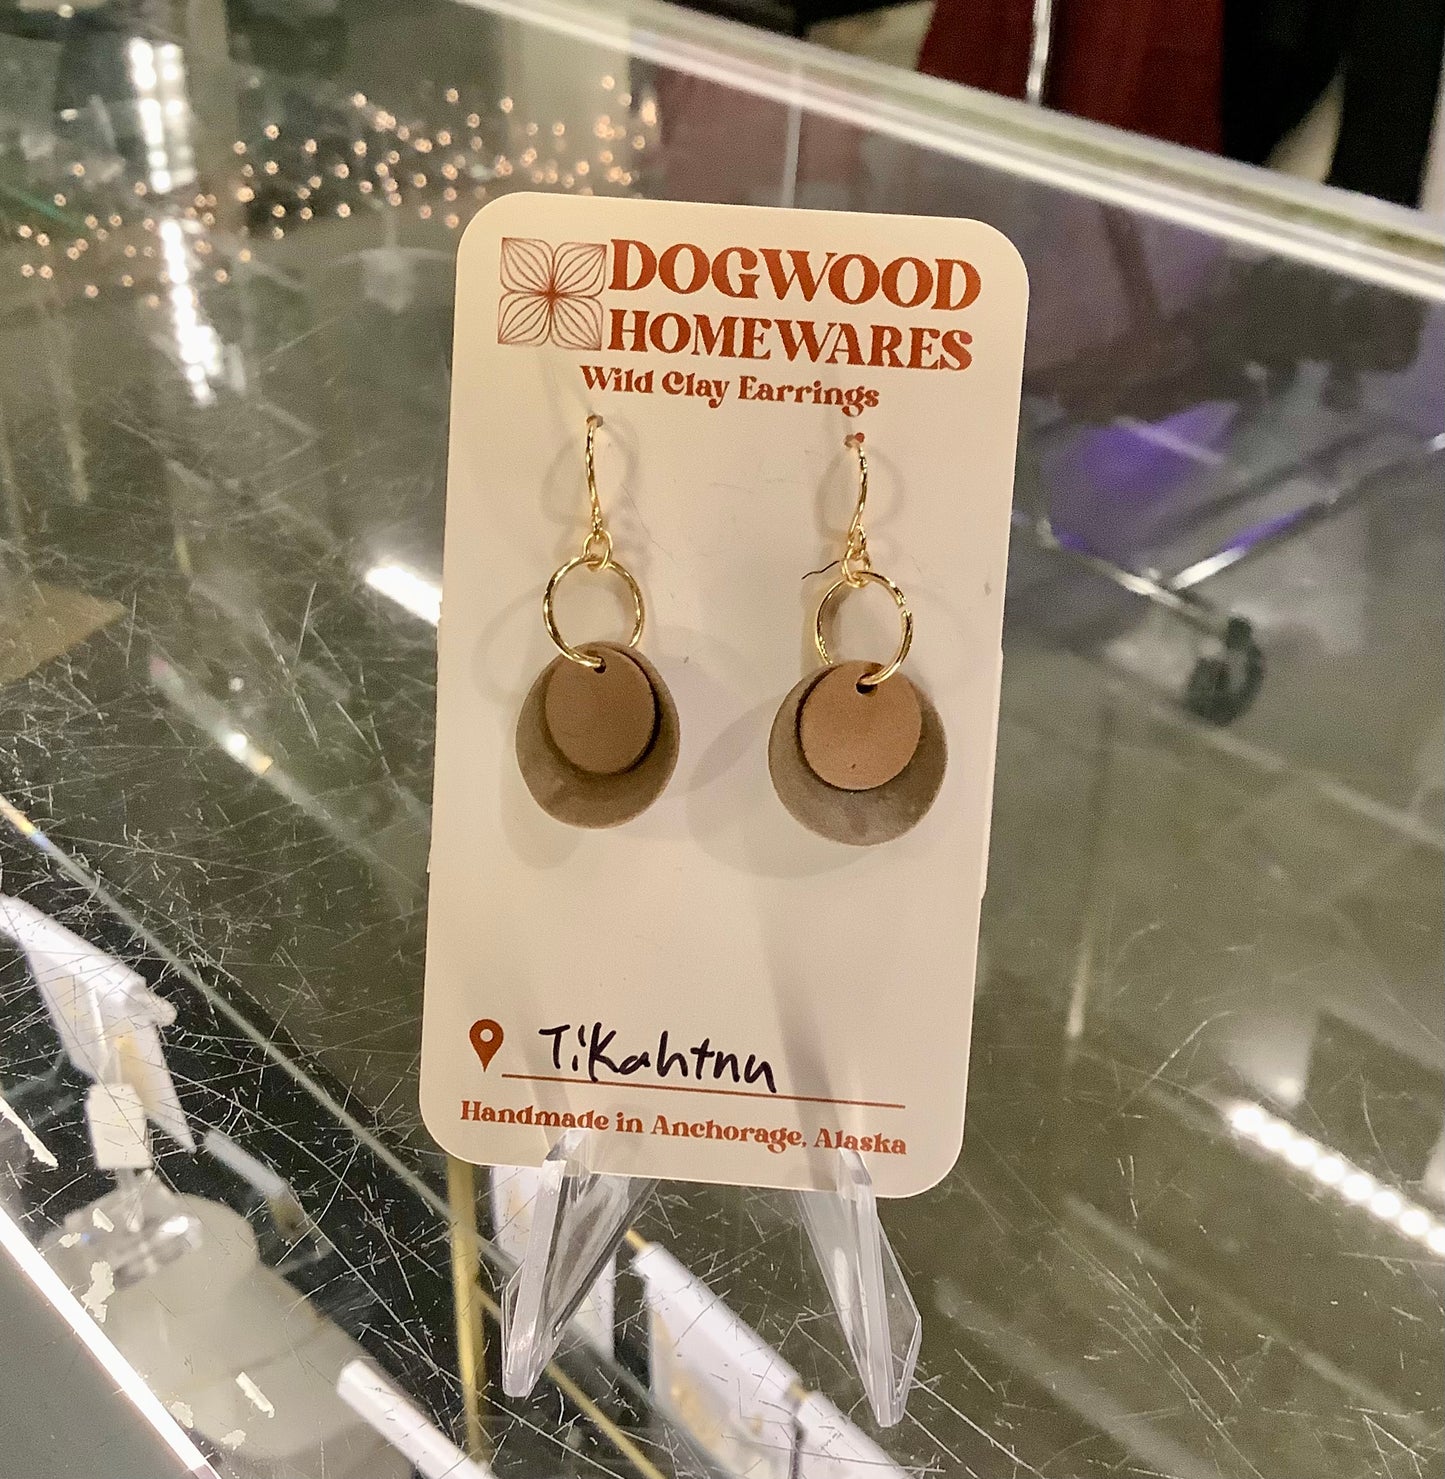 DOGWOOD
HOMEWARES
Wild Clay Earrings
Tikahtnu
Handmade in Anchorage, Alaska